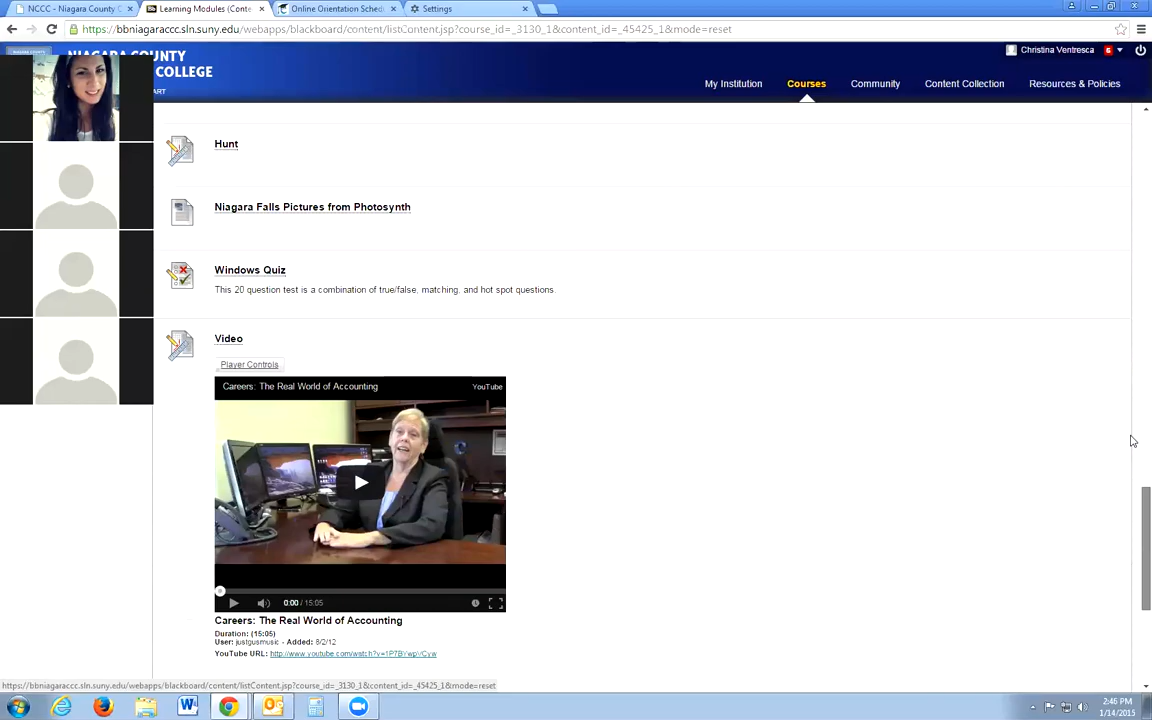 NCCC - Niagara County C
Learning Modules (Conte
Online Orientation Sched
Settings
https://bbniagaraccc.sln.suny.edu/webapps/blackboard/content/listContent.jsp?course_id=_3130_1&content_id=_45425_1&mode=reset
NIAGARA COUNTY
COLLEGE
ART
Christina Ventresca 6
My Institution Courses Community Content Collection Resources & Policies
Hunt
Niagara Falls Pictures from Photosynth
Windows Quiz
This 20 question test is a combination of true/false, matching, and hot spot questions.
Video
Player Controls
Careers: The Real World of Accounting YouTube
0:00 / 15:05
Careers: The Real World of Accounting
Duration: (15:05)
User: justgusmusic - Added: 8/2/12
YouTube URL:
https://bbniagaraccc.sln.suny.edu/webapps/blackboard/content/listContent.jsp?course_id=_3130_1&content_id=_45425_1&mode=reset
2:46 PM
1/14/2015